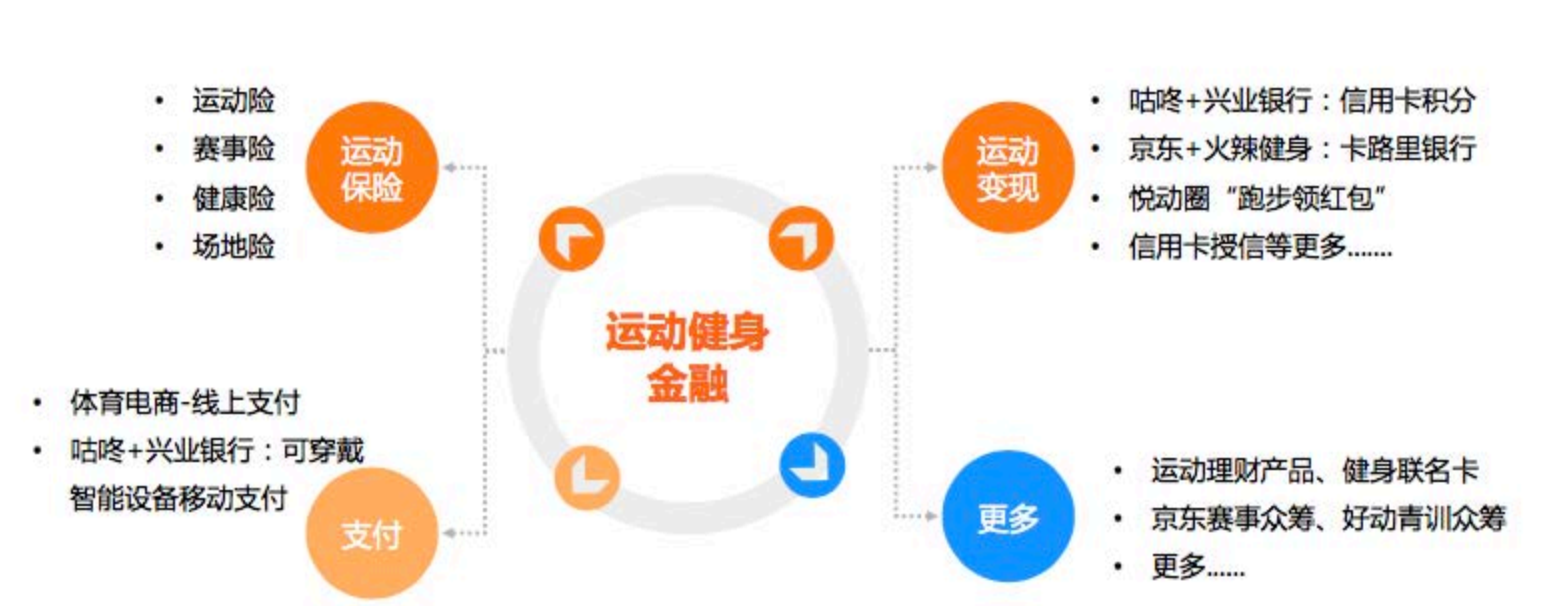 • 运动险
• 赛事险
• 健康险
• 场地险
运动
保险
运动
变现
• 咕咚+兴业银行：信用卡积分
• 京东+火辣健身：卡路里银行
• 悦动圈“跑步领红包”
• 信用卡授信等更多.......
运动健身
金融
• 体育电商-线上支付
• 咕咚+兴业银行：可穿戴
智能设备移动支付
支付
更多
• 运动理财产品、健身联名卡
• 京东赛事众筹、好动青训众筹
• 更多......